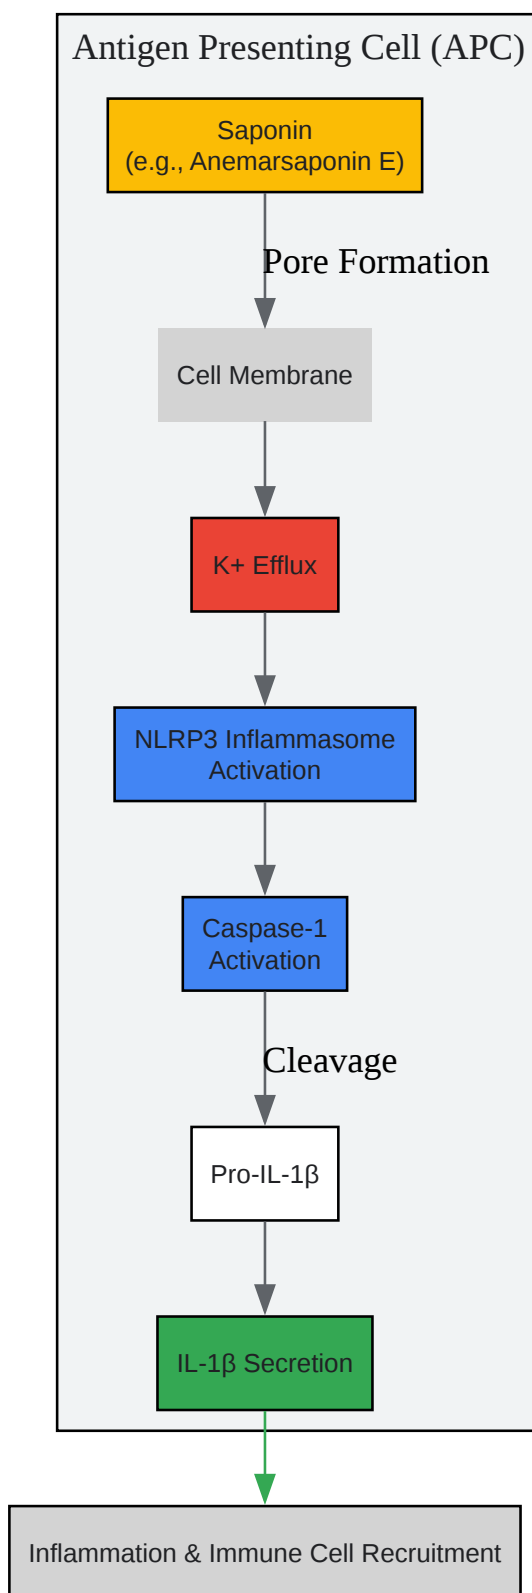 Antigen Presenting Cell (APC)
Saponin
(e.g., Anemarsaponin E)
Pore Formation
Cell Membrane
K+ Efflux
NLRP3 Inflammasome
Activation
Caspase-1
Activation
Cleavage
Pro-IL-1β
IL-1β Secretion
Inflammation & Immune Cell Recruitment